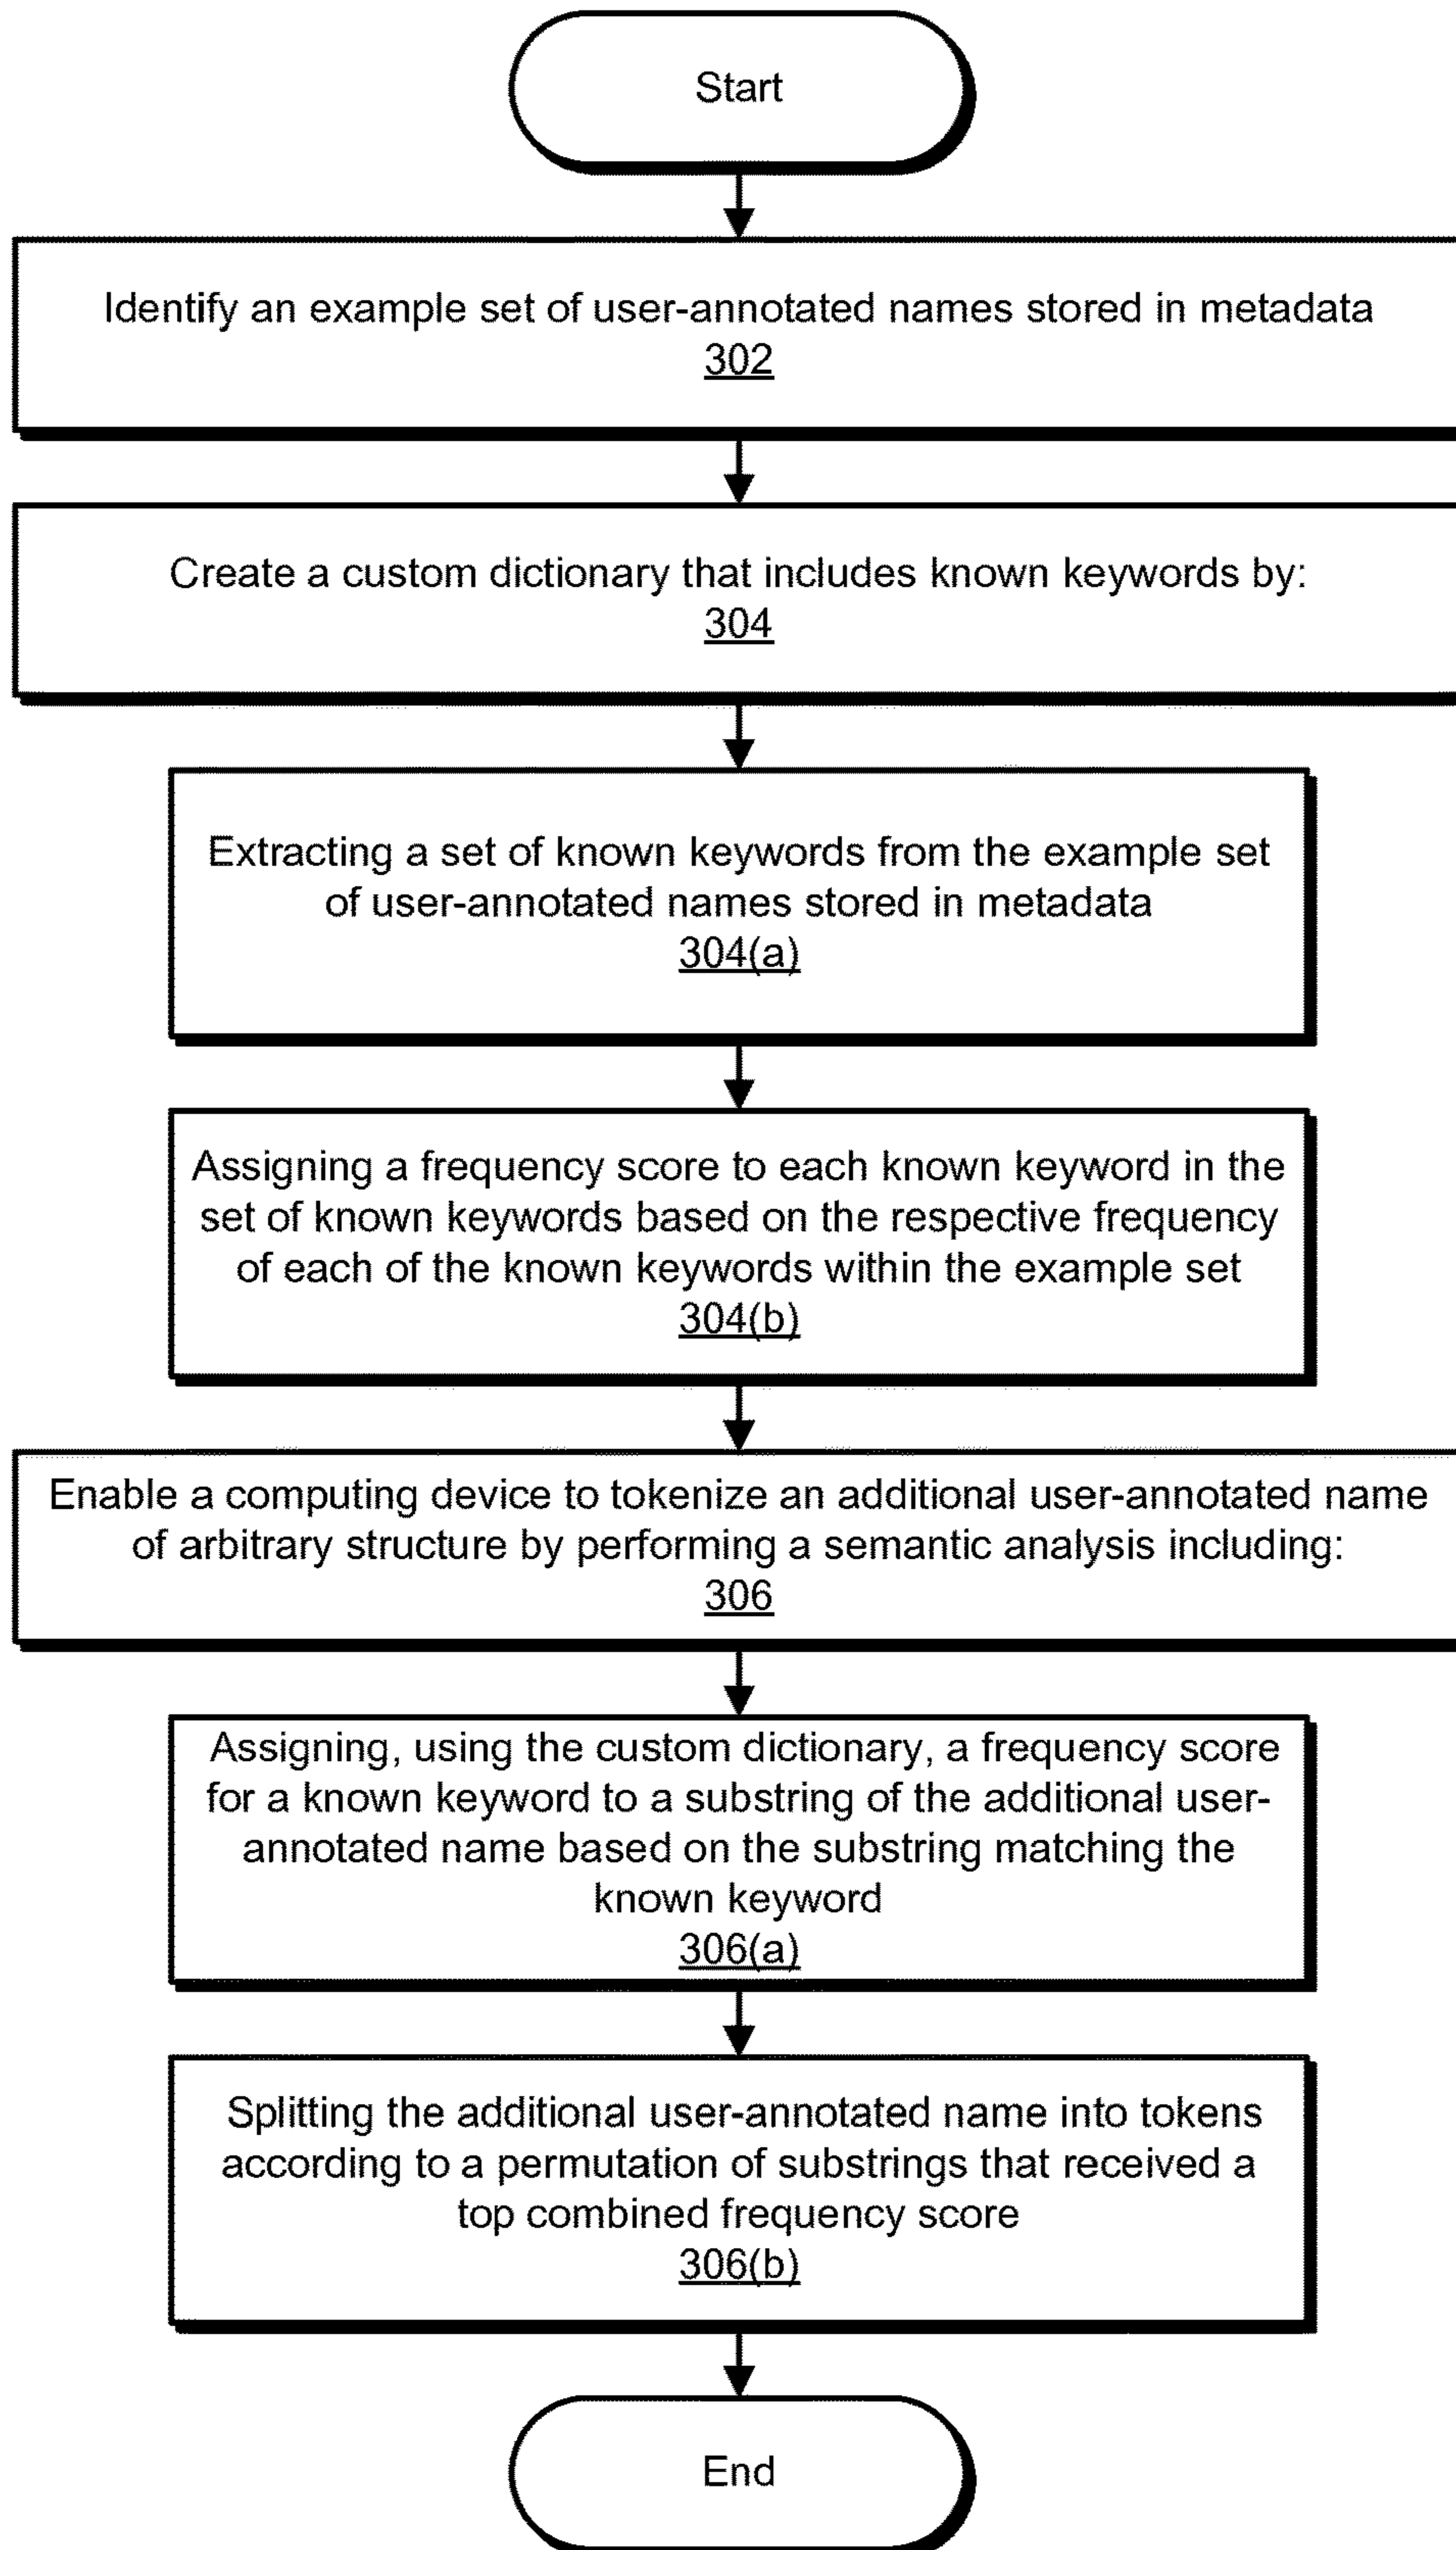 Start
Identify an example set of user-annotated names stored in metadata
302
Create a custom dictionary that includes known keywords by:
304
Extracting a set of known keywords from the example set
of user-annotated names stored in metadata
304(a)
Assigning a frequency score to each known keyword in the
set of known keywords based on the respective frequency
of each of the known keywords within the example set
304(b)
Enable a computing device to tokenize an additional user-annotated name
of arbitrary structure by performing a semantic analysis including:
306
Assigning, using the custom dictionary, a frequency score
for a known keyword to a substring of the additional user-
annotated name based on the substring matching the
known keyword
306(a)
Splitting the additional user-annotated name into tokens
according to a permutation of substrings that received a
top combined frequency score
306(b)
End